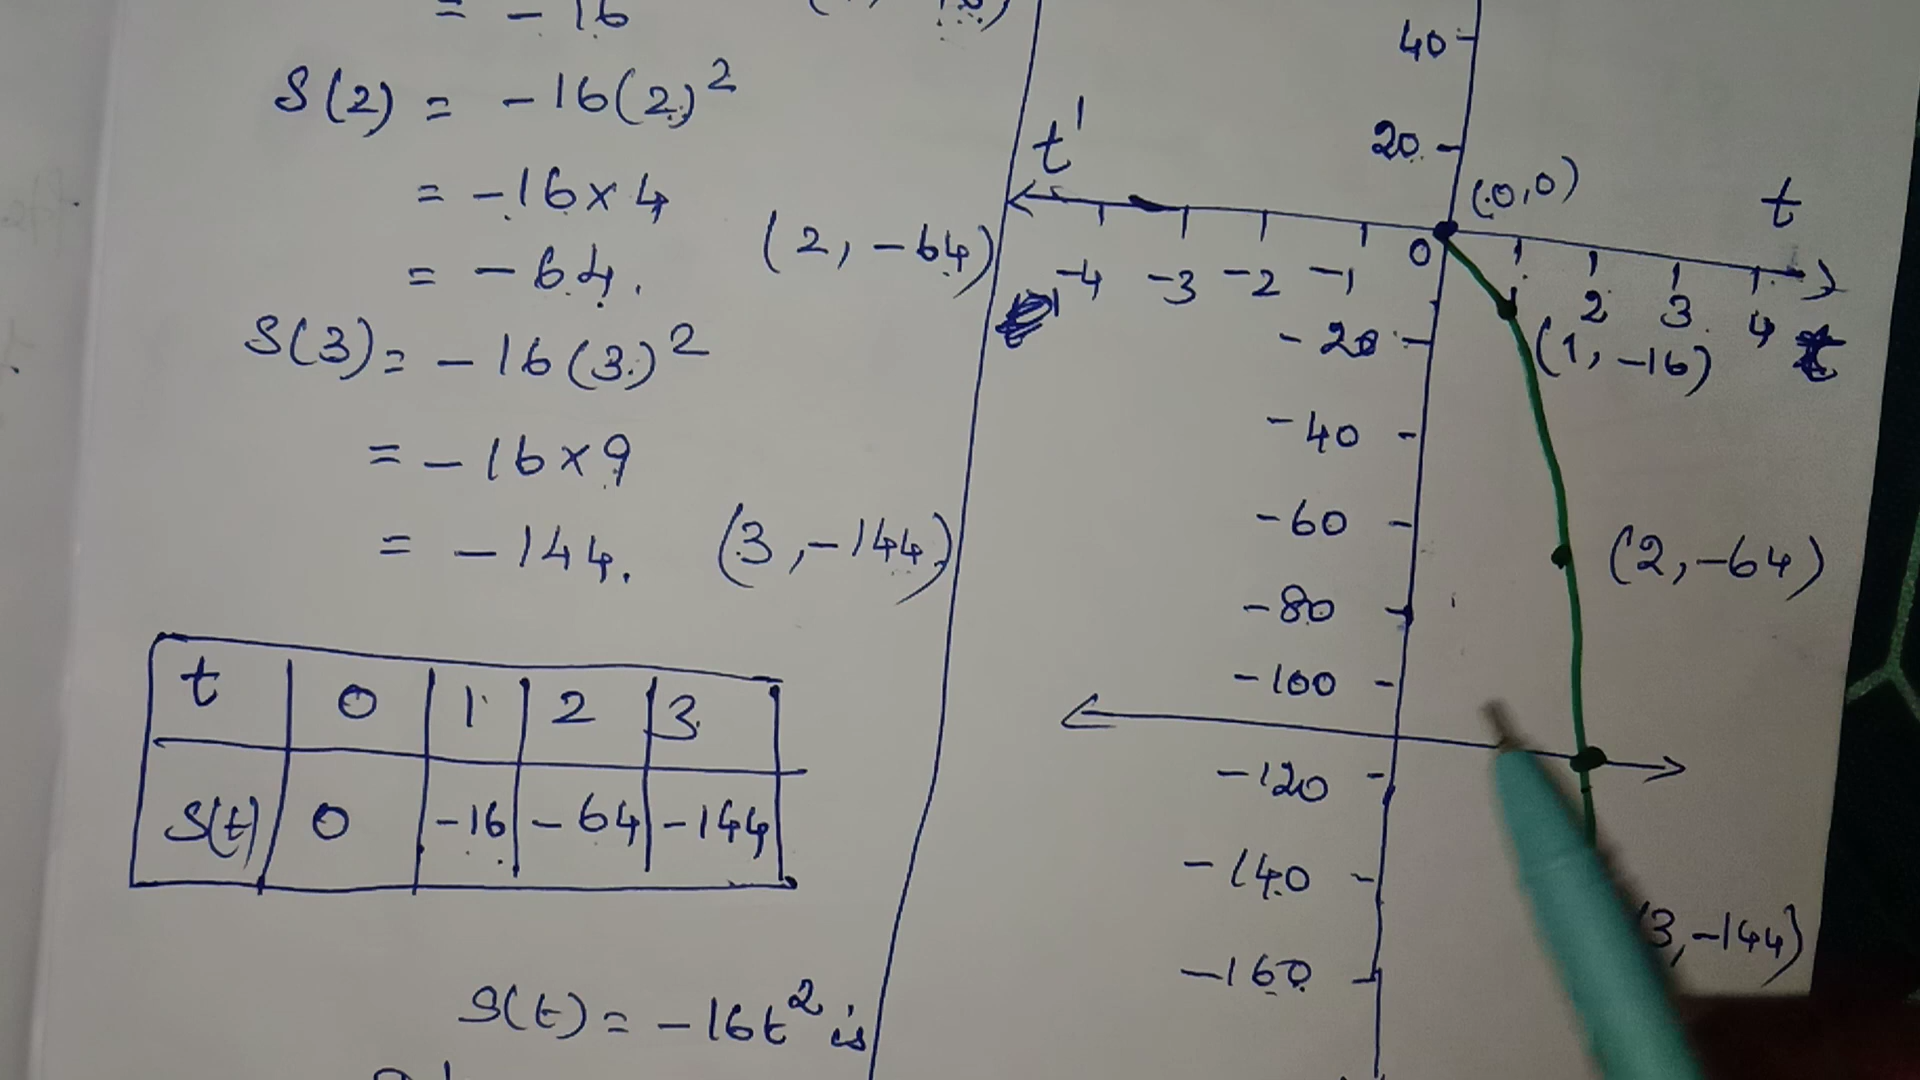 = -16
S(2) = -16(2)²
= -16 × 4
= -64. (2, -64)
S(3) = -16(3)²
= -16 × 9
= -144. (3, -144)
t 0 1 2 3
S(t) 0 -16 -64 -144
S(t) = -16t² is
40
20
t' (0,0) t
-4 -3 -2 -1 0 1 2 3 4
-20 (1, -16)
-40
-60
(2, -64)
-80
-100
-120
-140
3, -144)
-160